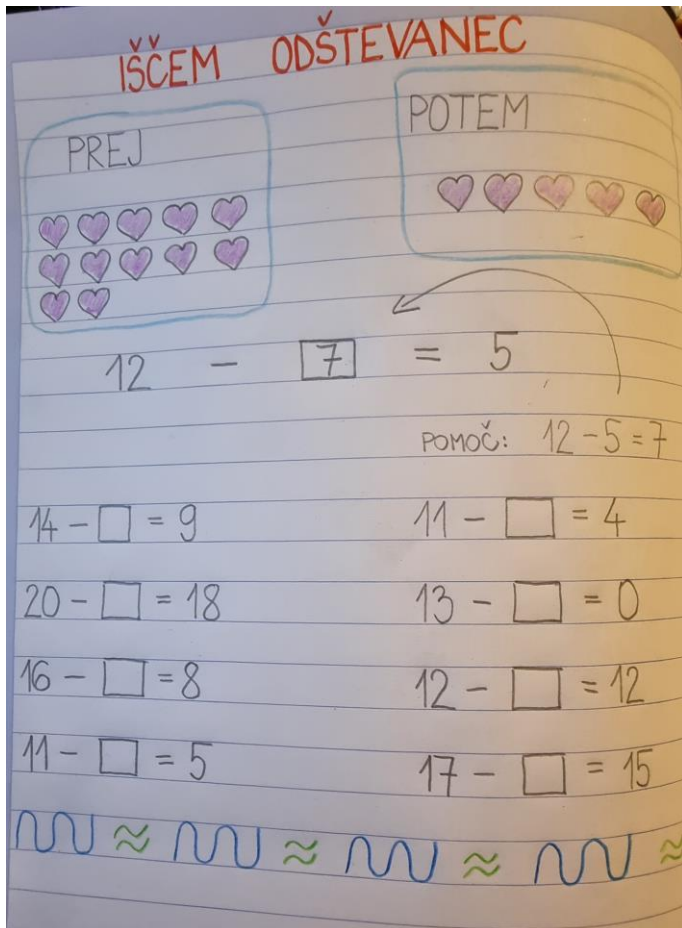 IŠČEM ODŠTEVANEC
PREJ
POTEM
12 - 7 = 5
POMOČ: 12 - 5 = 7
14 - □ = 9
11 - □ = 4
20 - □ = 18
13 - □ = 0
16 - □ = 8
12 - □ = 12
11 - □ = 5
17 - □ = 15